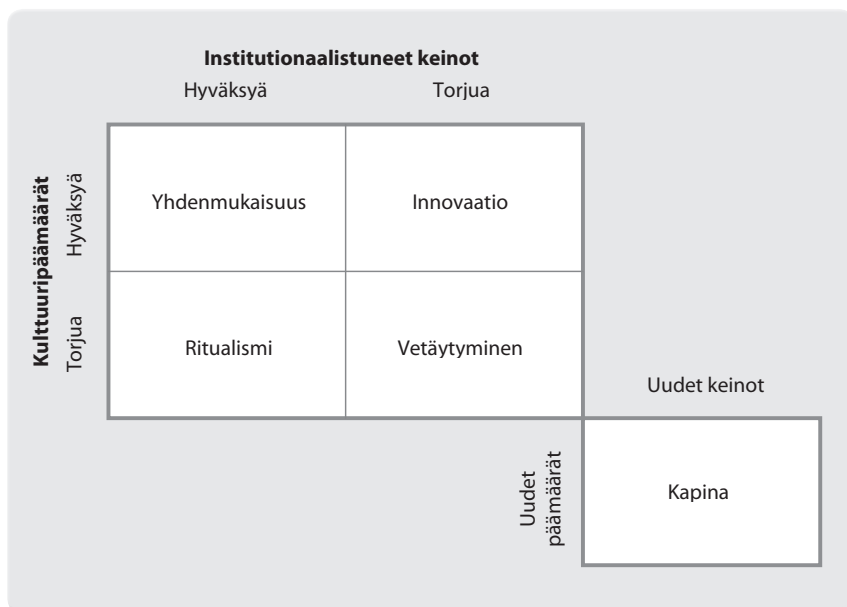 Institutionaalistuneet keinot
Hyväksyä Torjua
Kulttuuripäämäärät
Hyväksyä
Yhdenmukaisuus Innovaatio
Torjua
Ritualismi Vetäytyminen
Uudet keinot
Uudet
päämäärät
Kapina